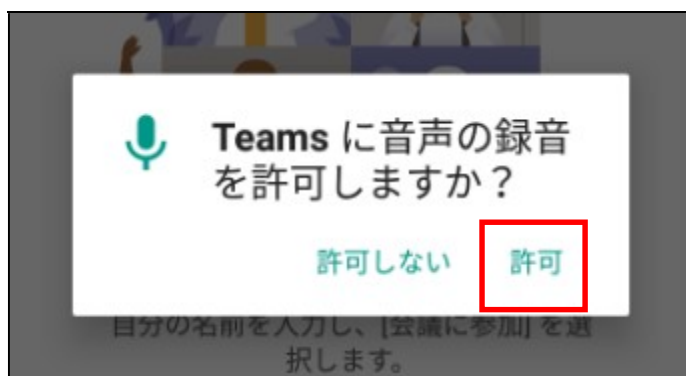 Teams に音声の録音
を許可しますか？
許可しない 許可
自分の名前を入力し、[会議に参加] を選
択します。